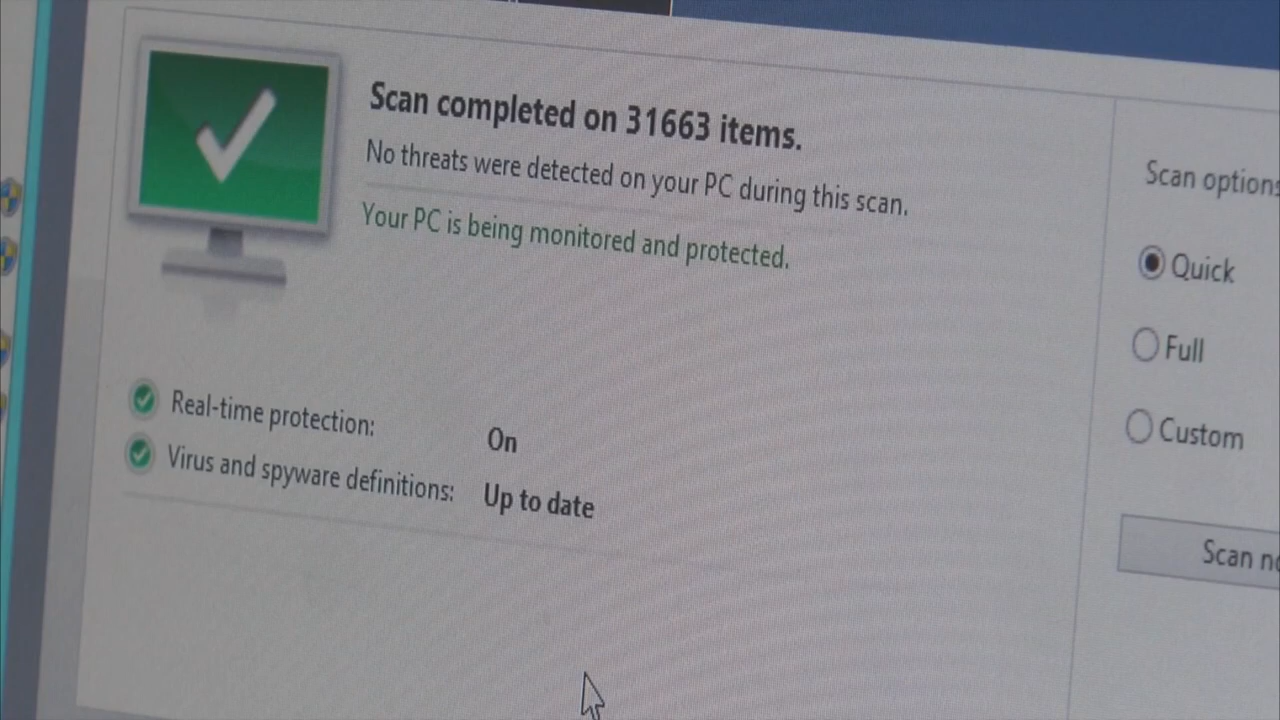 Scan completed on 31663 items.
No threats were detected on your PC during this scan.
Your PC is being monitored and protected.
Real-time protection: On
Virus and spyware definitions: Up to date
Scan options
Quick
Full
Custom
Scan